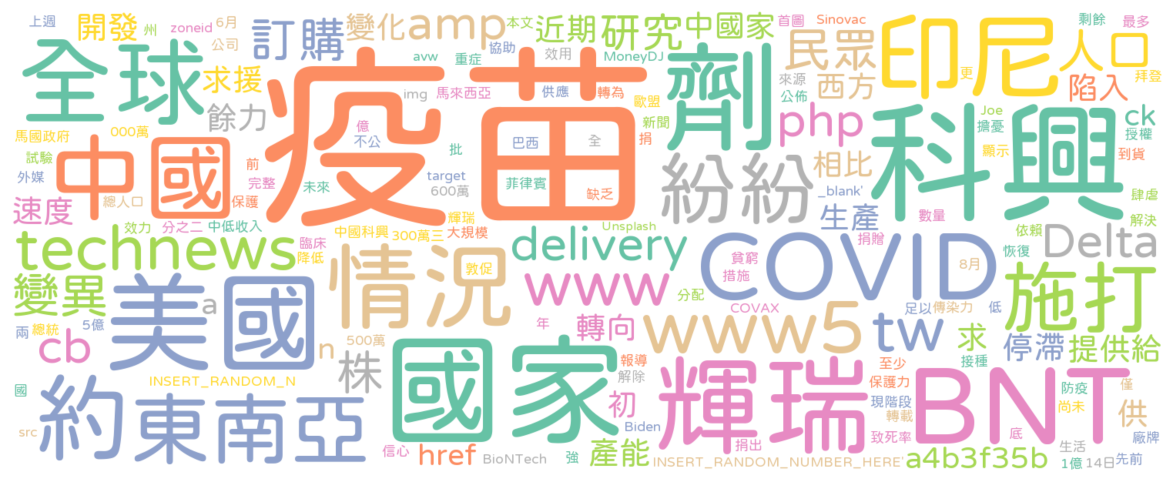 上週
州
zoneid
6月
本文
首圖
Sinovac
剩餘
最多
開發
訂購
變化
amp
近期
研究
中國家
民眾
印尼
人口
全球
公司
協助
效用
avw
重症
MoneyDJ
來源
更
拜登
求援
疫苗
劑
西方
陷入
餘力
img
馬來西亞
供應
轉為
歐盟
公佈
php
科興
Joe
擴憂
ck
馬國政府
000萬
億
新聞
捐
顯示
授權
試驗
中國
前
不公
批
巴西
全
紛紛
相比
到貨
外媒
完整
未來
target
600萬
菲律賓
缺乏
_blank'
肆虐
速度
總人口
保護
生產
數量
解決
效力
分之二
中低收入
中國科興
輝瑞
300萬三
大規模
Unsplash
捐贈
依賴
technews
臨床
降低
情況
敦促
delivery
貧窮
COVID
恢復
Delta
變異
美國
a
www
措施
8月
兩
總統
5億
分配
COVAX
足以
傳染力
低
施打
cb
n
500萬
年
轉向
www5
tw
求
停滯
提供給
接種
INSERT_RANDOM_N
株
國家
報導
解除
輝瑞
至少
保護力
BNT
防疫
僅
國
約
東南亞
初
現階段
轉載
尚未
供
src
信心
href
BioNTech
強
產能
Biden
捐出
致死率
底
生活
廠牌
INSERT_RANDOM_NUMBER_HERE'
a4b3f35b
1億
14日
先前